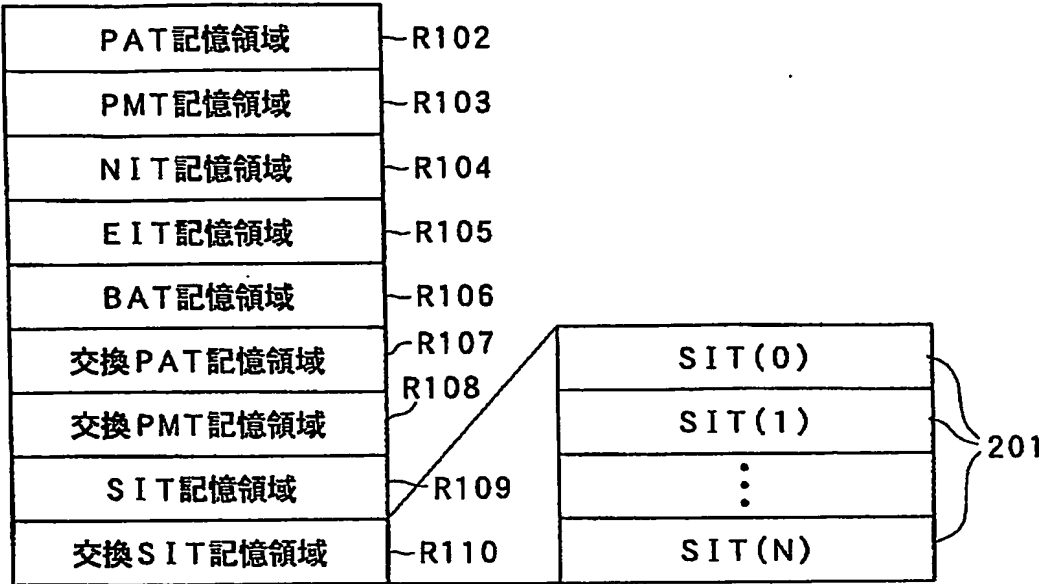 PAT記憶領域 R102
PMT記憶領域 R103
NIT記憶領域 R104
EIT記憶領域 R105
BAT記憶領域 R106
交換PAT記憶領域 R107
交換PMT記憶領域 R108
SIT記憶領域 R109
交換SIT記憶領域 R110
SIT(0)
SIT(1)
⋮
SIT(N)
201